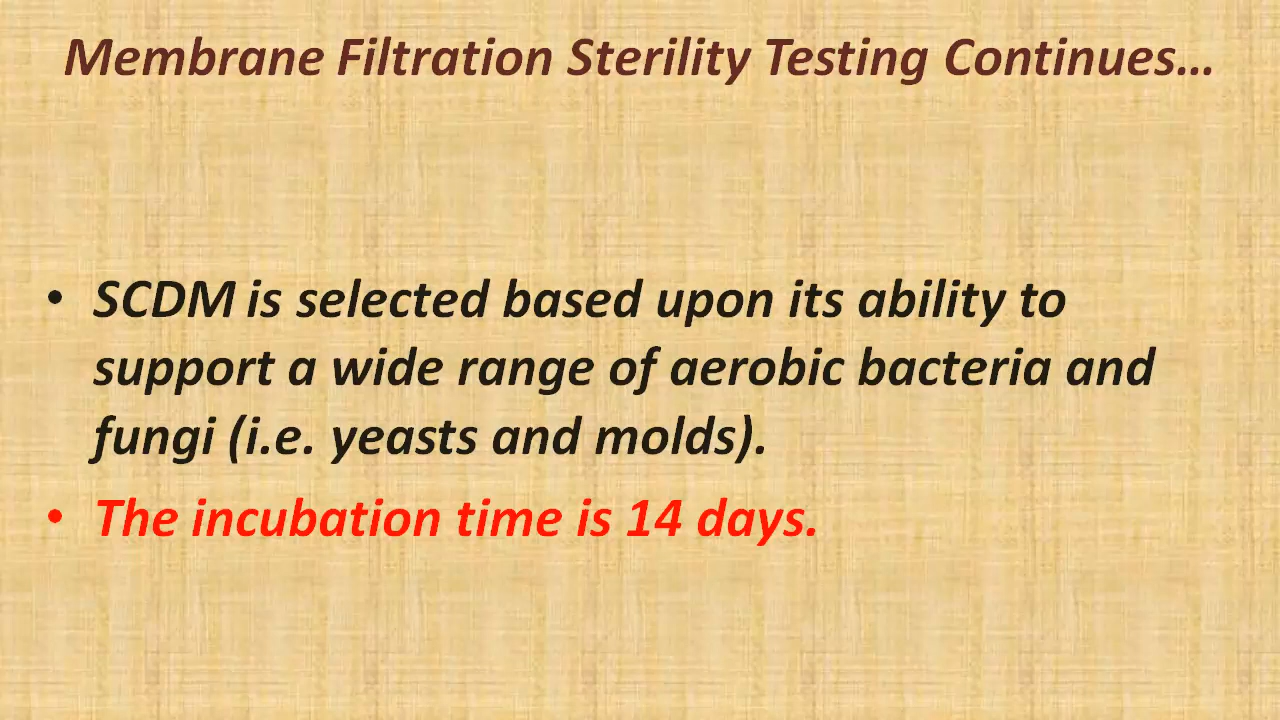 Membrane Filtration Sterility Testing Continues...
• SCDM is selected based upon its ability to
support a wide range of aerobic bacteria and
fungi (i.e. yeasts and molds).
• The incubation time is 14 days.